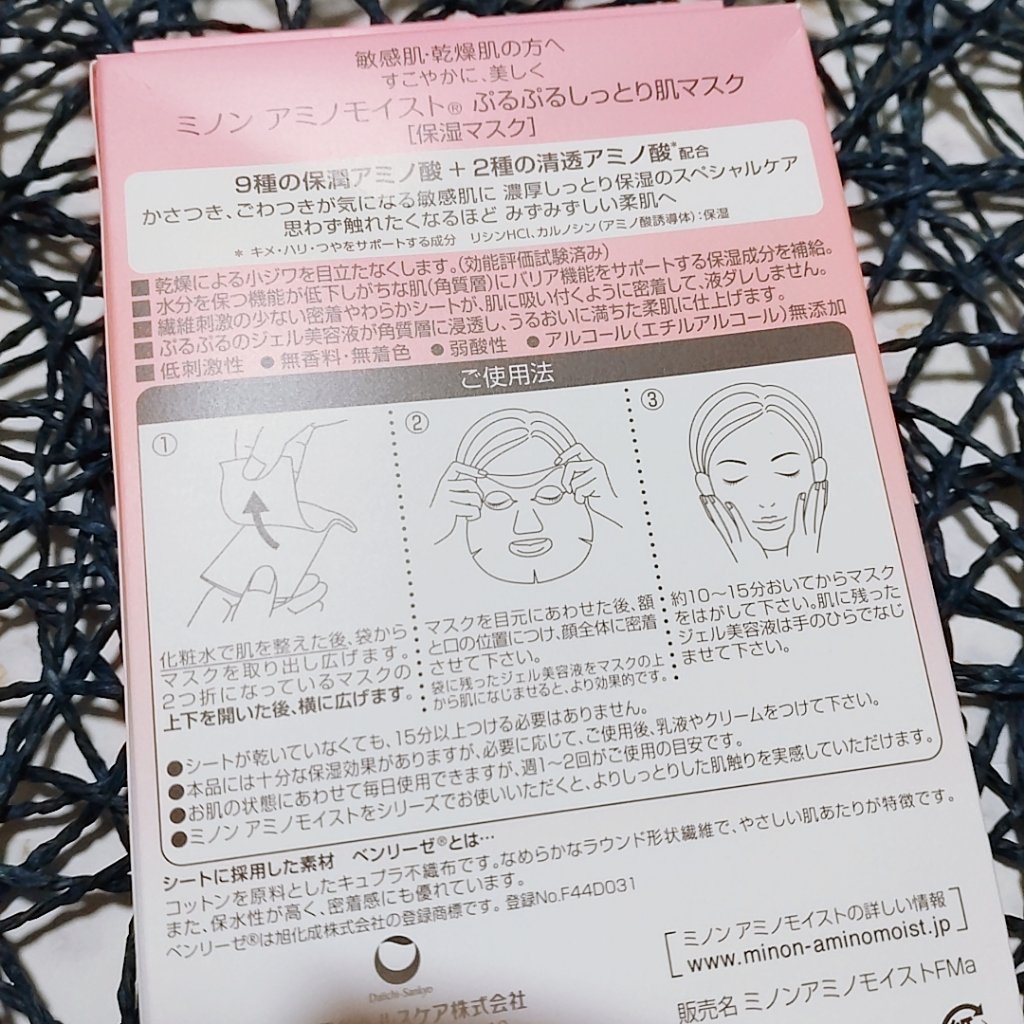 敏感肌・乾燥肌の方へ
すこやかに、美しく
ミノン アミノモイスト® ぷるぷるしっとり肌マスク
[保湿マスク]
9種の保潤アミノ酸＋2種の清透アミノ酸*配合
かさつき、ごわつきが気になる敏感肌に 濃厚しっとり保湿のスペシャルケア
思わず触れたくなるほど みずみずしい柔肌へ
* キメ・ハリ・つやをサポートする成分 リシンHCl、カルノシン(アミノ酸誘導体):保湿
■ 乾燥による小ジワを目立たなくします。(効能評価試験済み)
■ 水分を保つ機能が低下しがちな肌(角質層)にバリア機能をサポートする保湿成分を補給。
■ 繊維刺激の少ない密着やわらかシートが、肌に吸い付くように密着して、液ダレしません。
■ ぷるぷるのジェル美容液が角質層に浸透し、うるおいに満ちた柔肌に仕上げます。
■ 低刺激性 ●無香料・無着色 ●弱酸性 ●アルコール(エチルアルコール)無添加
ご使用法
①
化粧水で肌を整えた後、袋から
マスクを取り出し広げます。
2つ折になっているマスクの
上下を開いた後、横に広げます。
②
マスクを目元にあわせた後、額
と口の位置につけ、顔全体に密着
させて下さい。
袋に残ったジェル美容液をマスクの上
から肌になじませると、より効果的です。
③
約10〜15分おいてからマスク
をはがして下さい。肌に残った
ジェル美容液は手のひらでなじ
ませて下さい。
●シートが乾いていなくても、15分以上つける必要はありません。
●本品には十分な保湿効果がありますが、必要に応じて、ご使用後、乳液やクリームをつけて下さい。
●お肌の状態にあわせて毎日使用できますが、週1〜2回がご使用の目安です。
●ミノン アミノモイストをシリーズでお使いいただくと、よりしっとりした肌触りを実感していただけます。
シートに採用した素材 ベンリーゼ®とは…
コットンを原料としたキュプラ不織布です。なめらかなラウンド形状繊維で、やさしい肌あたりが特徴です。
また、保水性が高く、密着感にも優れています。
ベンリーゼ®は旭化成株式会社の登録商標です。登録No.F44D031
Daiichi-Sankyo
ルスケア株式会社
ミノン アミノモイストの詳しい情報
www.minon-aminomoist.jp
販売名 ミノンアミノモイストFMa